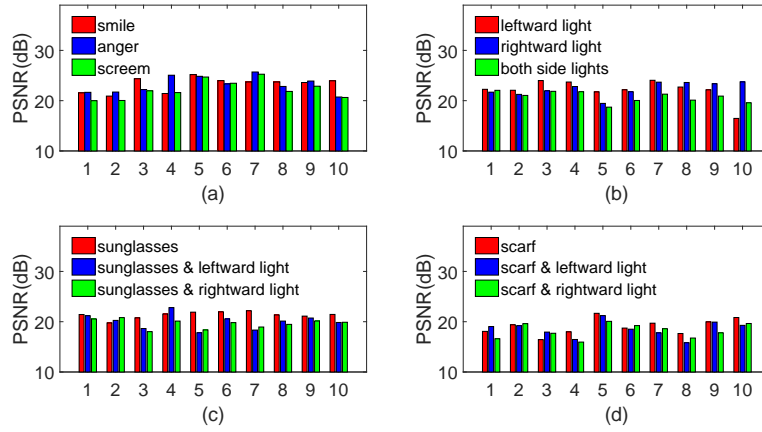 PSNR(dB)
30
20
10
smile
anger
screem
1 2 3 4 5 6 7 8 9 10
(a)
PSNR(dB)
30
20
10
leftward light
rightward light
both side lights
1 2 3 4 5 6 7 8 9 10
(b)
PSNR(dB)
30
20
10
sunglasses
sunglasses & leftward light
sunglasses & rightward light
1 2 3 4 5 6 7 8 9 10
(c)
PSNR(dB)
30
20
10
scarf
scarf & leftward light
scarf & rightward light
1 2 3 4 5 6 7 8 9 10
(d)